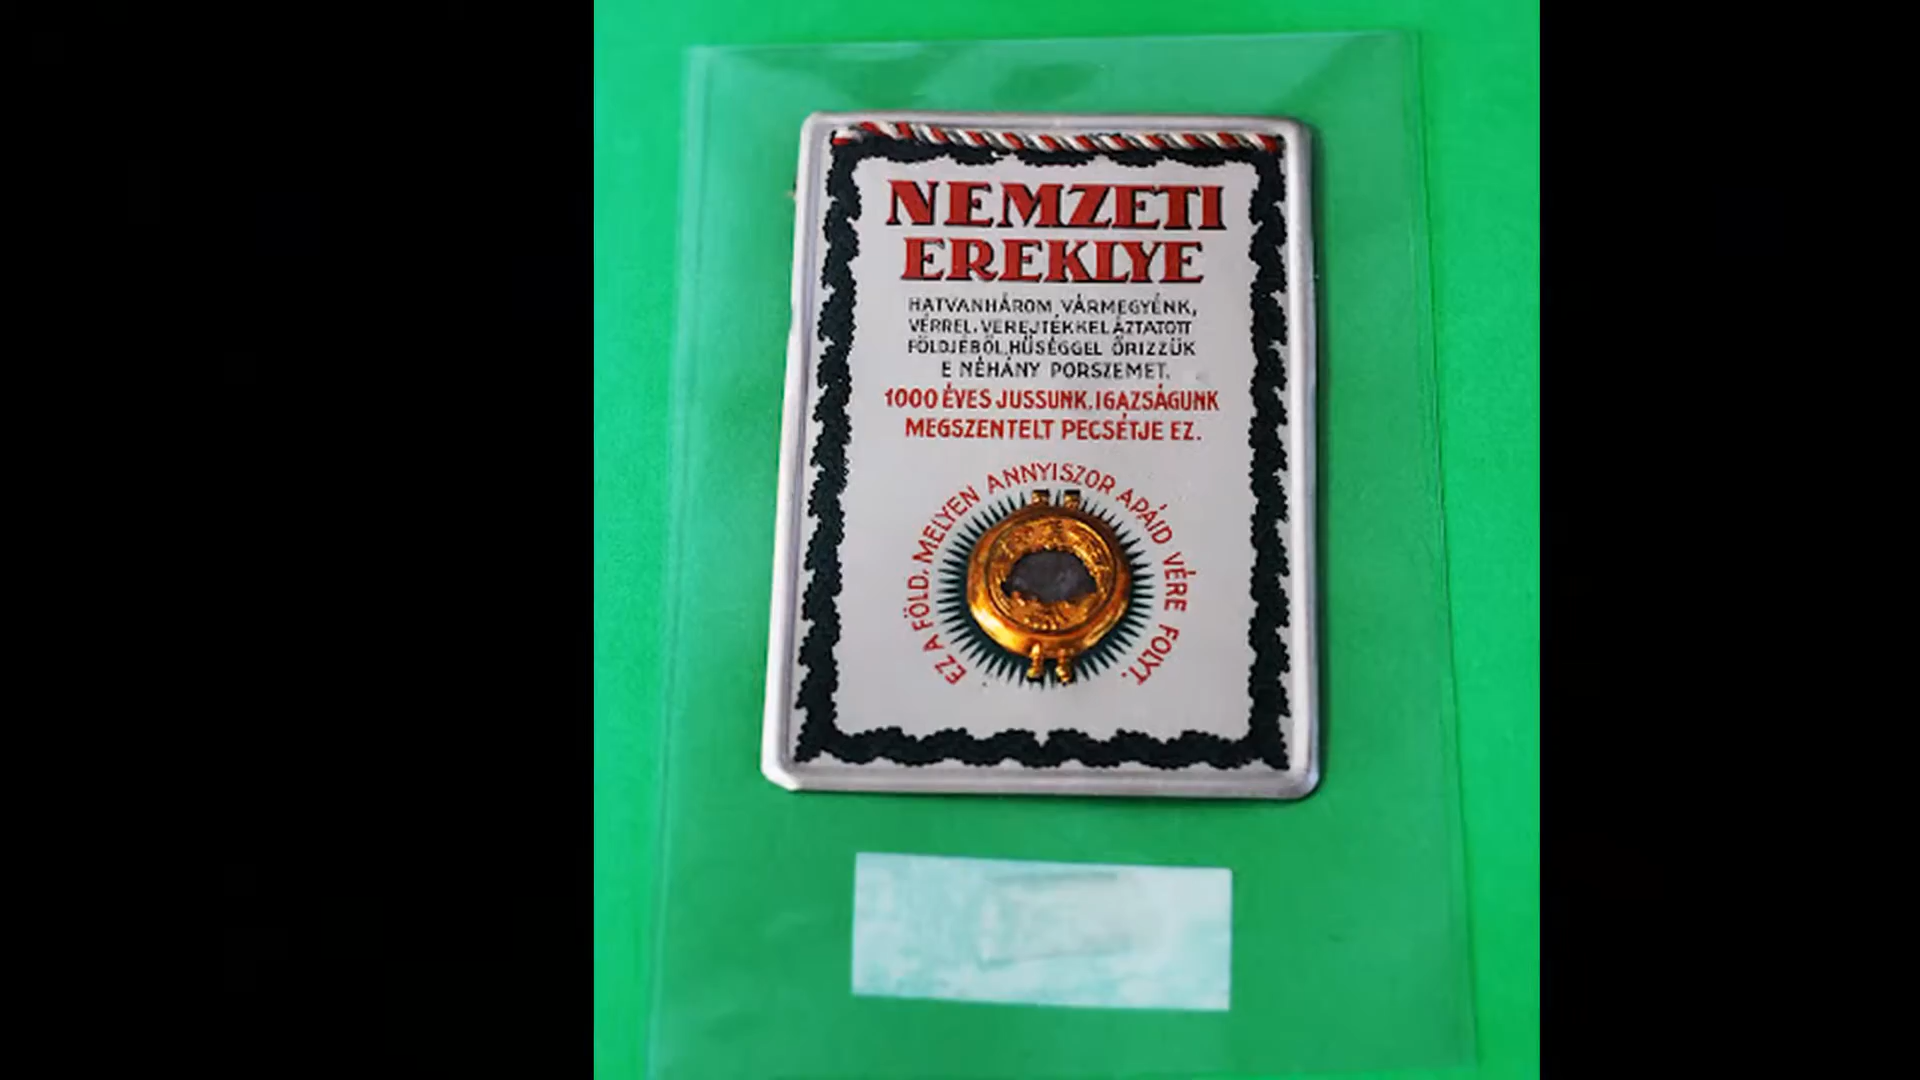 NEMZETI
EREKLYE
HATVANHÁROM VÁRMEGYÉNK,
VÉRREL, VEREJTÉKKEL ÁZTATOTT
FÖLDJÉBŐL, HŰSÉGGEL ŐRIZZÜK
E NÉHÁNY PORSZEMET.
1000 ÉVES JUSSUNK, IGAZSÁGUNK
MEGSZENTELT PECSÉTJE EZ.
EZ A FÖLD, MELYEN ANNYISZOR APÁID VÉRE FOLYT.